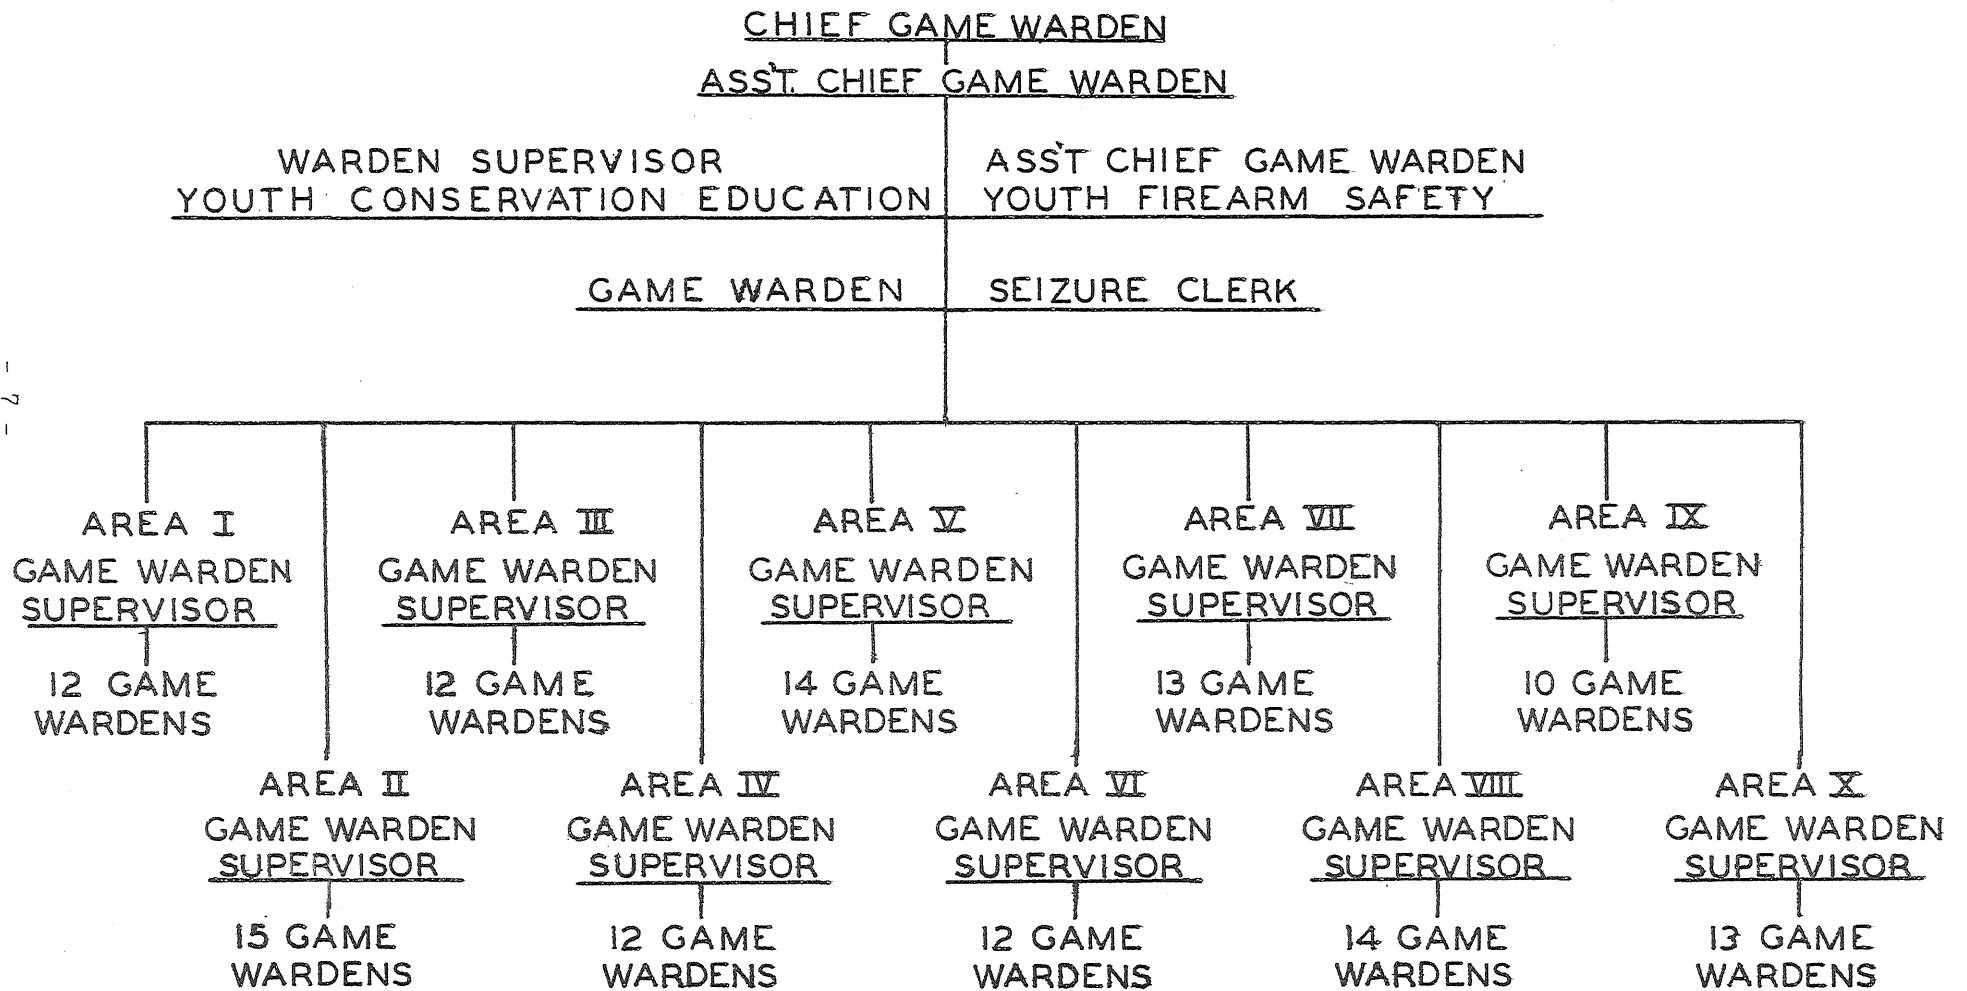 CHIEF GAME WARDEN
ASS'T. CHIEF GAME WARDEN
WARDEN SUPERVISOR
YOUTH CONSERVATION EDUCATION
ASS'T CHIEF GAME WARDEN
YOUTH FIREARM SAFETY
GAME WARDEN
SEIZURE CLERK
- 7 -
AREA I
GAME WARDEN
SUPERVISOR
12 GAME
WARDENS
AREA III
GAME WARDEN
SUPERVISOR
12 GAME
WARDENS
AREA V
GAME WARDEN
SUPERVISOR
14 GAME
WARDENS
AREA VII
GAME WARDEN
SUPERVISOR
13 GAME
WARDENS
AREA IX
GAME WARDEN
SUPERVISOR
10 GAME
WARDENS
AREA II
GAME WARDEN
SUPERVISOR
15 GAME
WARDENS
AREA IV
GAME WARDEN
SUPERVISOR
12 GAME
WARDENS
AREA VI
GAME WARDEN
SUPERVISOR
12 GAME
WARDENS
AREA VIII
GAME WARDEN
SUPERVISOR
14 GAME
WARDENS
AREA X
GAME WARDEN
SUPERVISOR
13 GAME
WARDENS